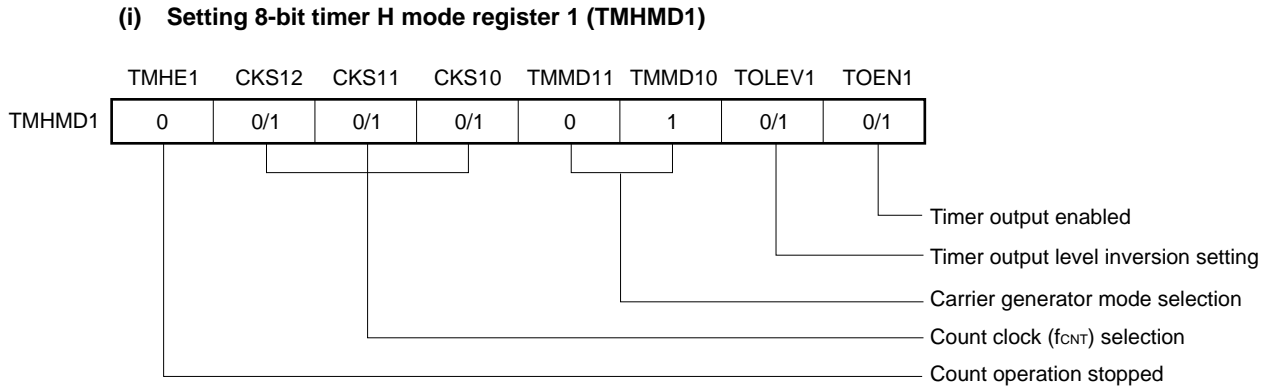 (i) Setting 8-bit timer H mode register 1 (TMHMD1)
TMHE1 CKS12 CKS11 CKS10 TMMD11 TMMD10 TOLEV1 TOEN1
TMHMD1 0 0/1 0/1 0/1 0 1 0/1 0/1
Timer output enabled
Timer output level inversion setting
Carrier generator mode selection
Count clock (fCNT) selection
Count operation stopped